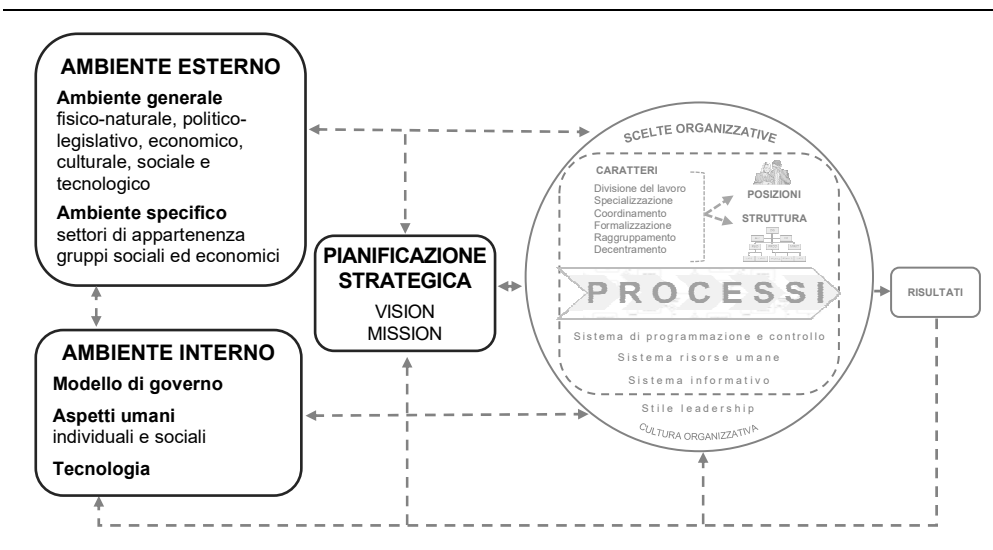 AMBIENTE ESTERNO
Ambiente generale
fisico-naturale, politico-
legislativo, economico,
culturale, sociale e
tecnologico
Ambiente specifico
settori di appartenenza
gruppi sociali ed economici
AMBIENTE INTERNO
Modello di governo
Aspetti umani
individuali e sociali
Tecnologia
PIANIFICAZIONE
STRATEGICA
VISION
MISSION
SCELTE ORGANIZZATIVE
CARATTERI
Divisione del lavoro
Specializzazione
Coordinamento
Formalizzazione
Raggruppamento
Decentramento
POSIZIONI
STRUTTURA
PROCESSI
Sistema di programmazione e controllo
Sistema risorse umane
Sistema informativo
Stile leadership
CULTURA ORGANIZZATIVA
RISULTATI